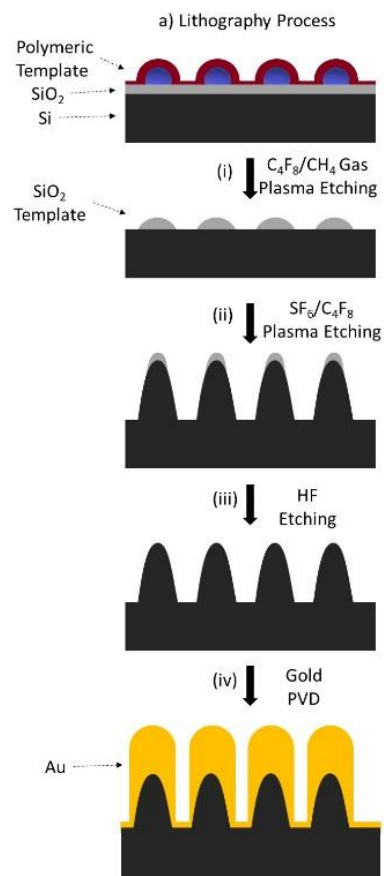 a) Lithography Process
Polymeric
Template
SiO₂
Si
(i)
C₄F₈/CH₄ Gas
Plasma Etching
SiO₂
Template
(ii)
SF₆/C₄F₈
Plasma Etching
(iii)
HF
Etching
(iv)
Gold
PVD
Au